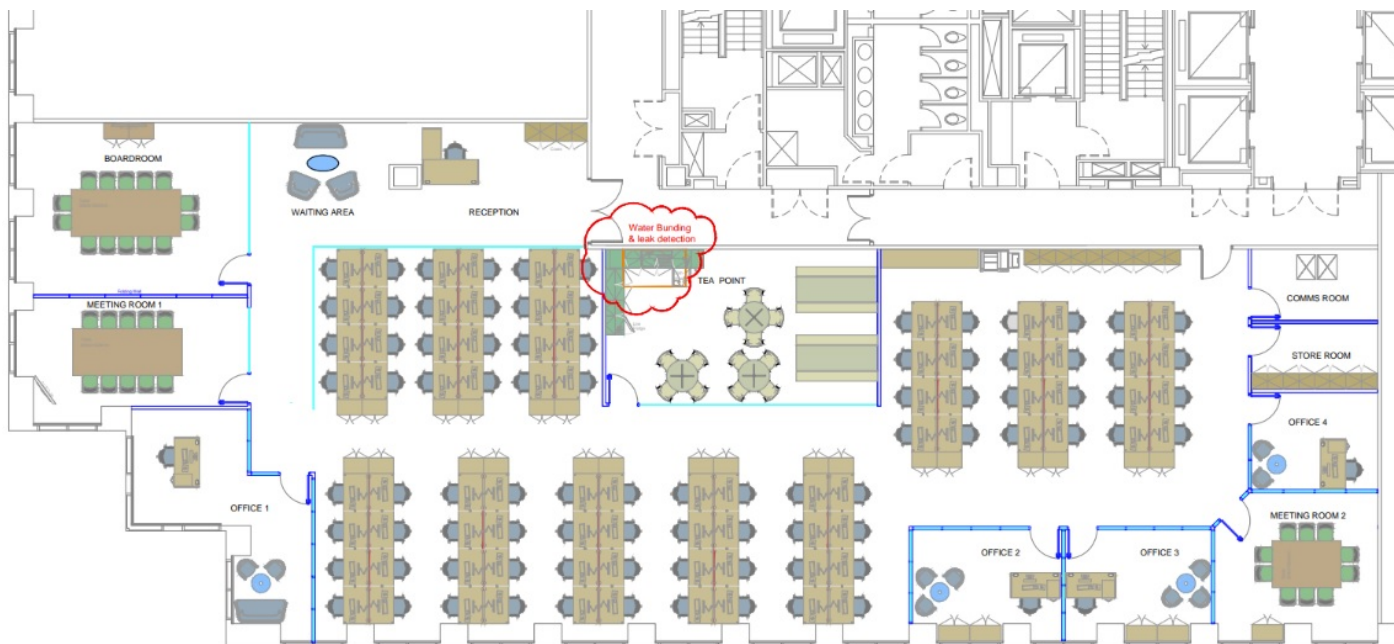 BOARDROOM
WAITING AREA
RECEPTION
Water Bunding
& leak detection
TEA POINT
MEETING ROOM 1
COMMS ROOM
STORE ROOM
OFFICE 4
OFFICE 1
OFFICE 2
OFFICE 3
MEETING ROOM 2